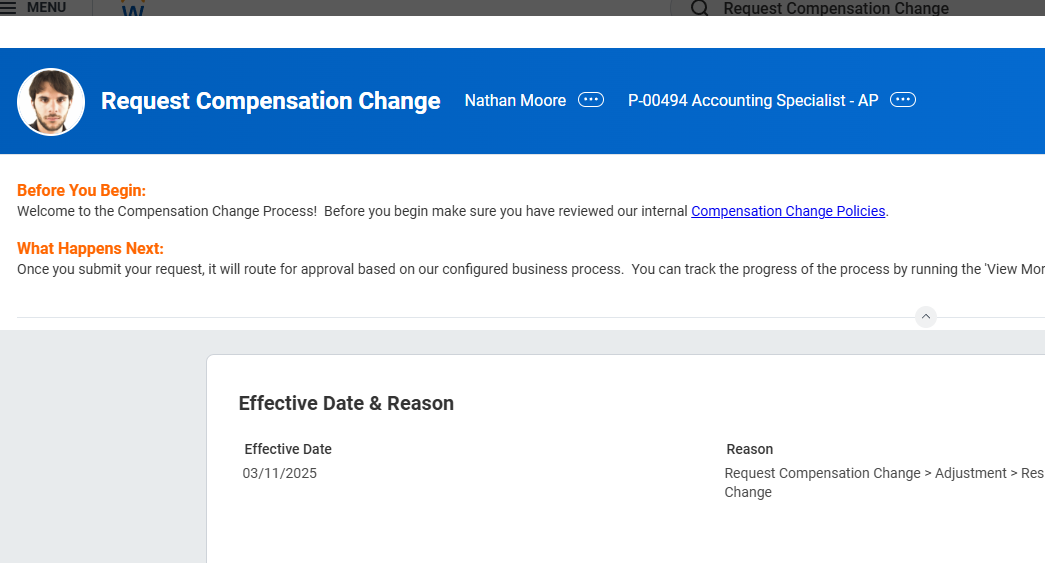 MENU
W
Request Compensation Change
Request Compensation Change Nathan Moore P-00494 Accounting Specialist - AP
Before You Begin:
Welcome to the Compensation Change Process!  Before you begin make sure you have reviewed our internal Compensation Change Policies.
What Happens Next:
Once you submit your request, it will route for approval based on our configured business process.  You can track the progress of the process by running the 'View Mor
Effective Date & Reason
Effective Date
03/11/2025
Reason
Request Compensation Change > Adjustment > Res
Change